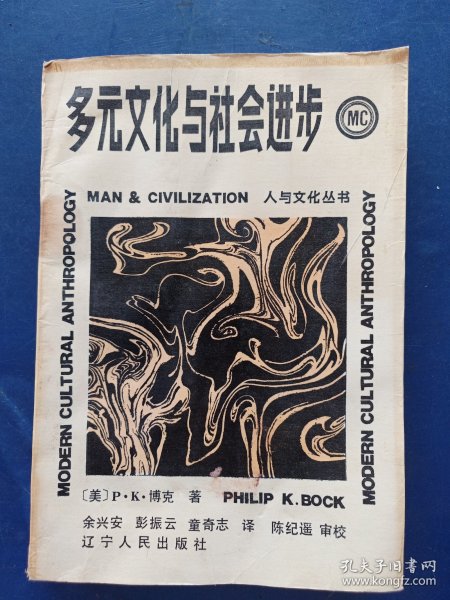 多元文化与社会进步
MC
MAN & CIVILIZATION 人与文化丛书
MODERN CULTURAL ANTHROPOLOGY
MODERN CULTURAL ANTHROPOLOGY
〔美〕P·K·博克 著 PHILIP K.BOCK
余兴安 彭振云 童奇志 译 陈纪遥 审校
辽宁人民出版社
孔夫子旧书网
www.kongfz.com